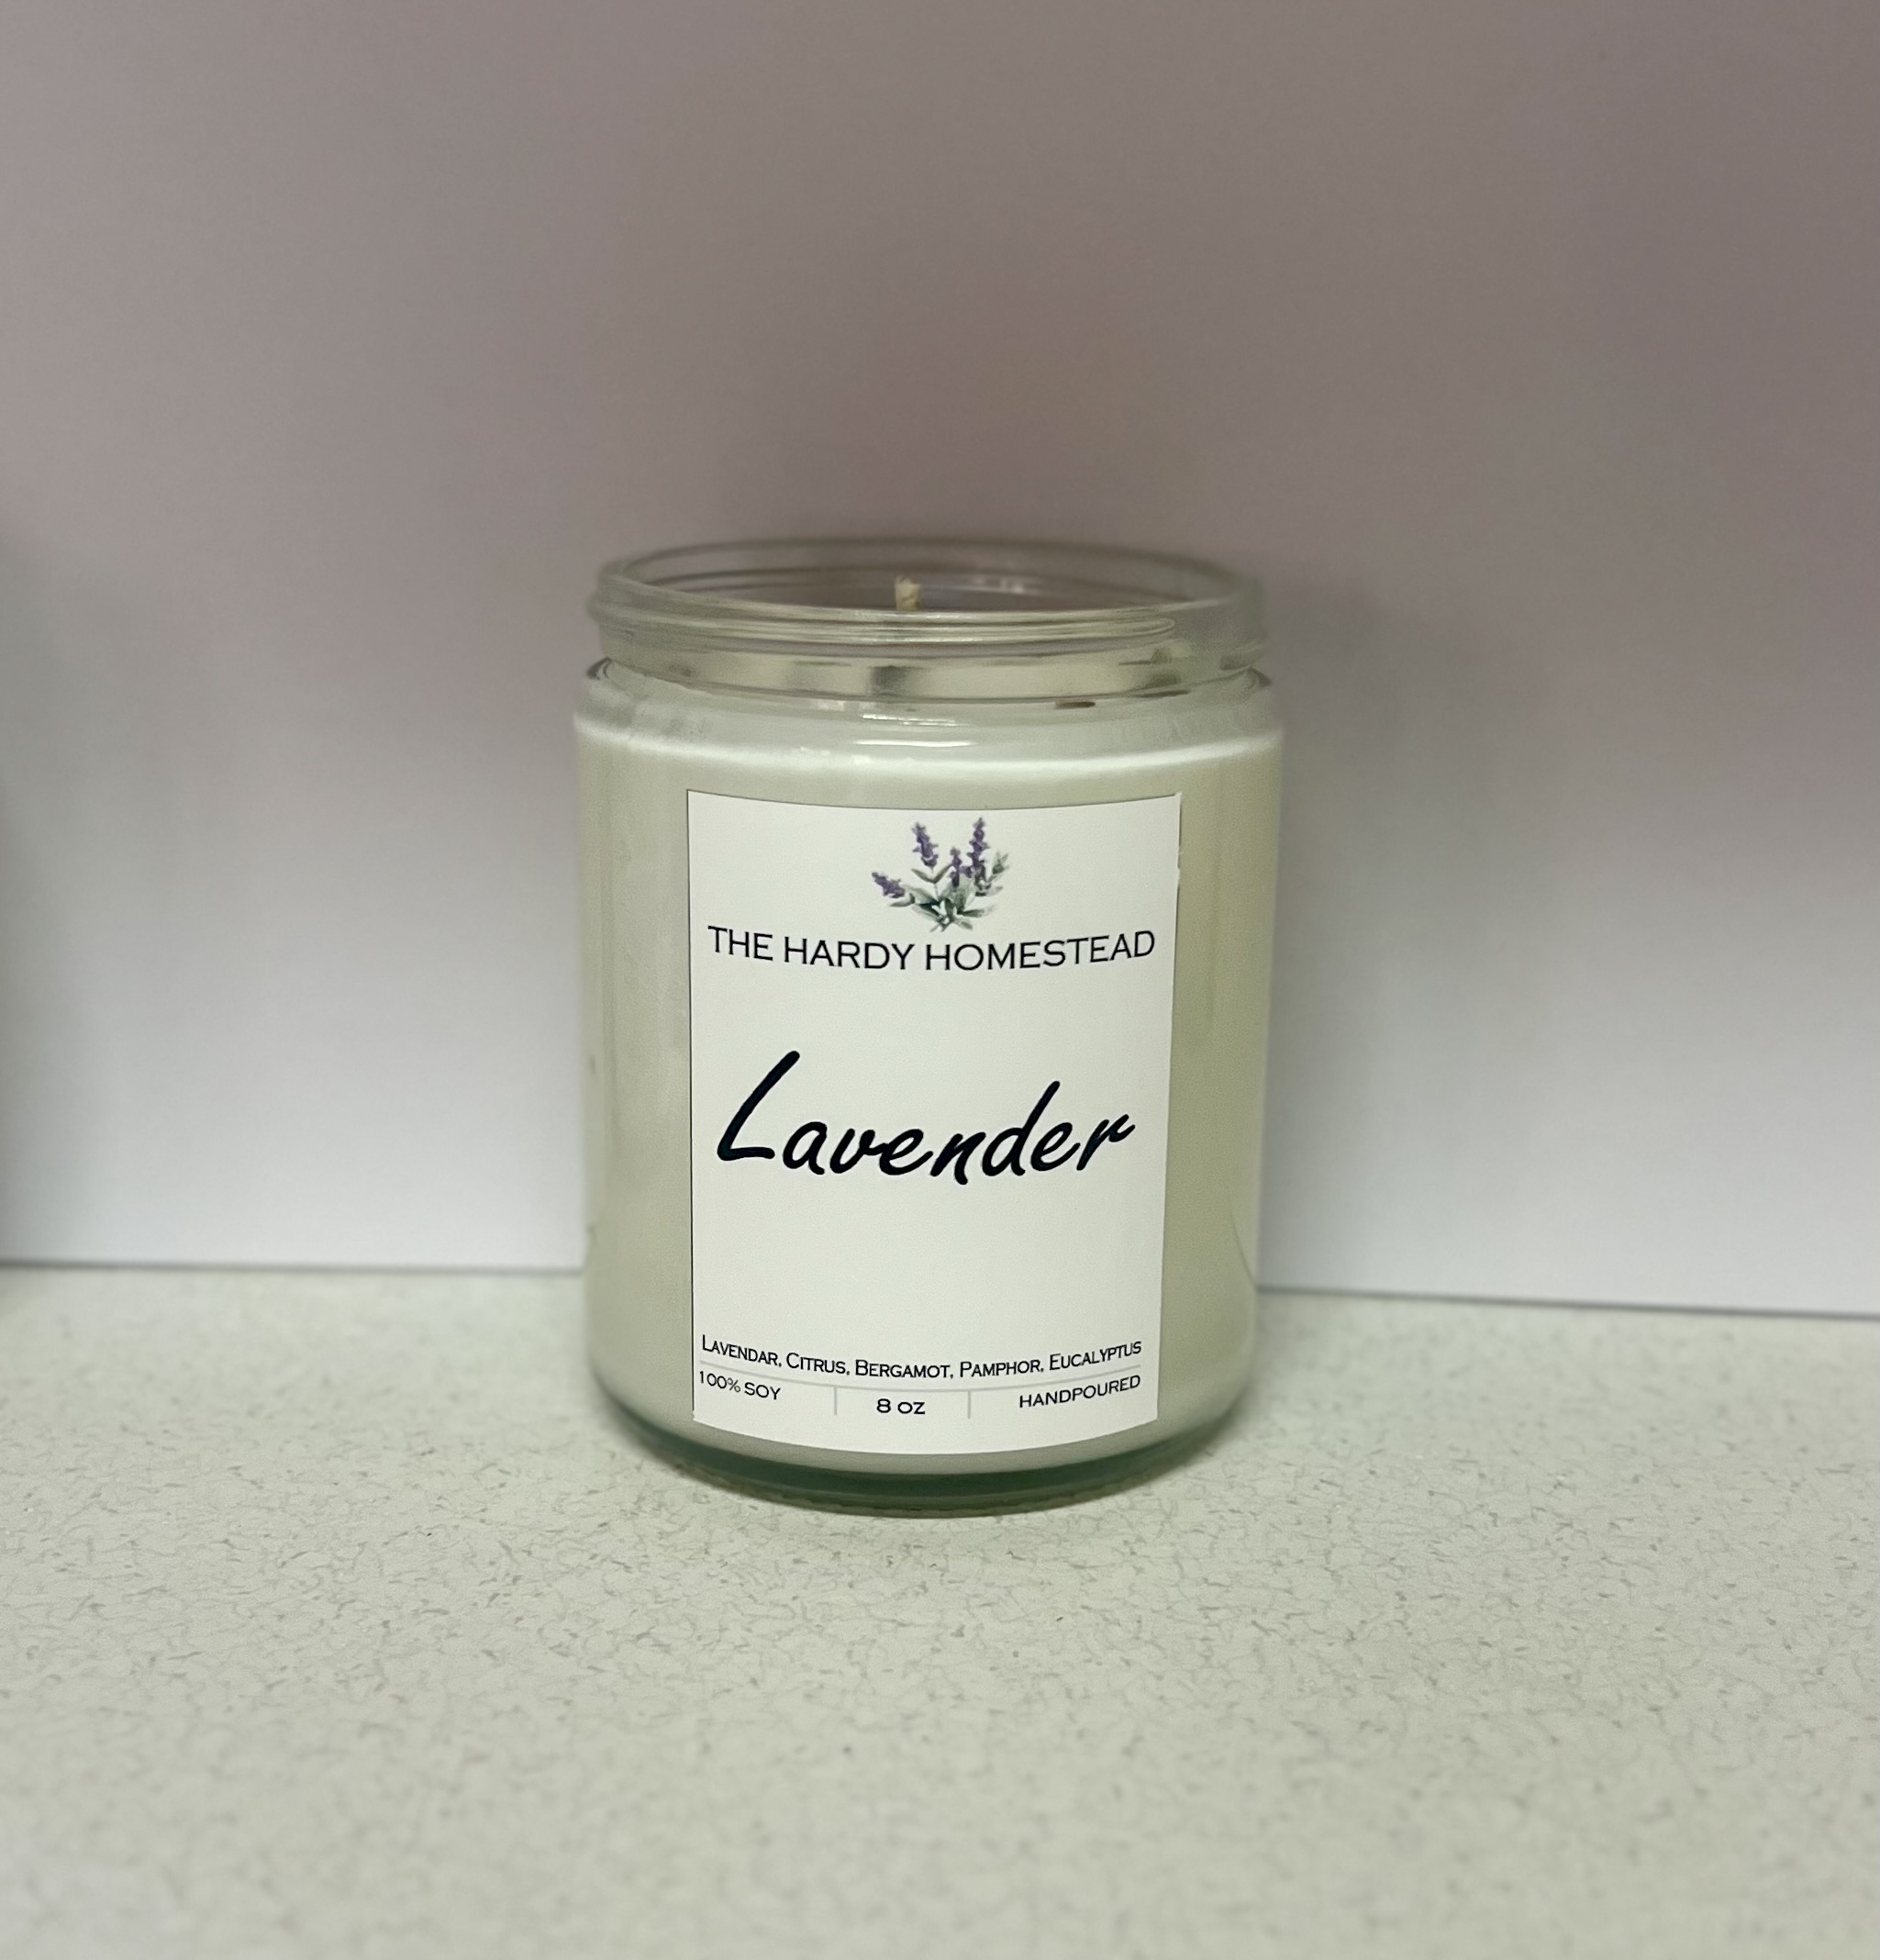 THE HARDY HOMESTEAD
Lavender
LAVENDAR, CITRUS, BERGAMOT, PAMPHOR, EUCALYPTUS
100% SOY
8 OZ
HANDPOURED